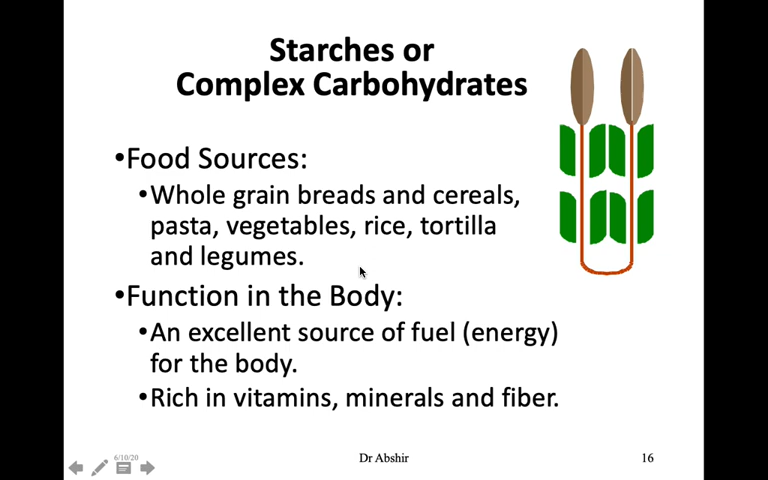 Starches or
Complex Carbohydrates
•Food Sources:
•Whole grain breads and cereals,
pasta, vegetables, rice, tortilla
and legumes.
•Function in the Body:
•An excellent source of fuel (energy)
for the body.
•Rich in vitamins, minerals and fiber.
6/10/20
Dr Abshir
16